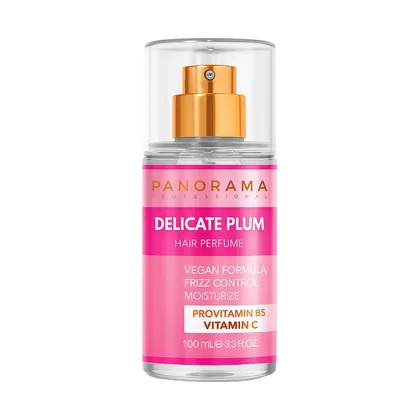 PANORAMA
PROFESSIONAL
DELICATE PLUM
HAIR PERFUME
VEGAN FORMULA
FRIZZ CONTROL
MOISTURIZE
PROVITAMIN B5
VITAMIN C
100 mL ℮ 3.3 FL OZ.